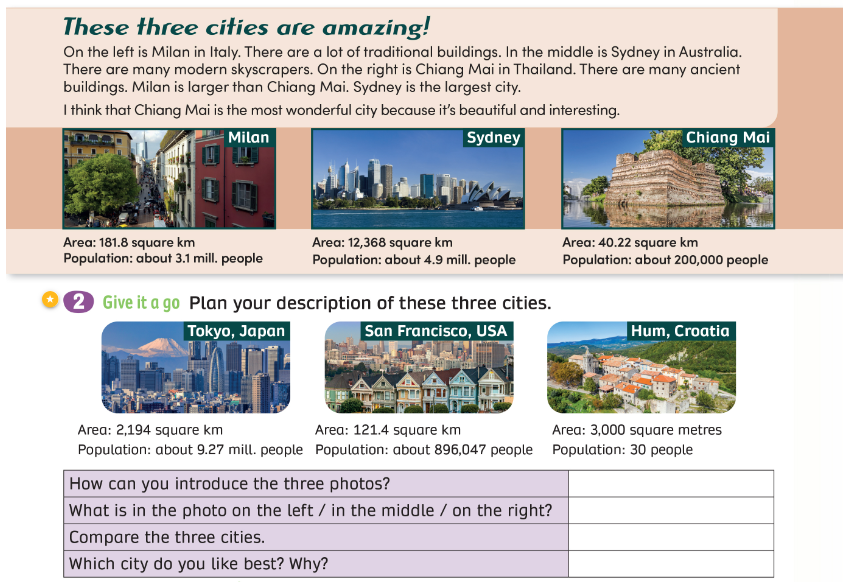 These three cities are amazing!
On the left is Milan in Italy. There are a lot of traditional buildings. In the middle is Sydney in Australia.
There are many modern skyscrapers. On the right is Chiang Mai in Thailand. There are many ancient
buildings. Milan is larger than Chiang Mai. Sydney is the largest city.
I think that Chiang Mai is the most wonderful city because it's beautiful and interesting.
Milan
Sydney
Chiang Mai
Area: 181.8 square km
Population: about 3.1 mill. people
Area: 12,368 square km
Population: about 4.9 mill. people
Area: 40.22 square km
Population: about 200,000 people
2 Give it a go Plan your description of these three cities.
Tokyo, Japan
San Francisco, USA
Hum, Croatia
Area: 2,194 square km
Population: about 9.27 mill. people
Area: 121.4 square km
Population: about 896,047 people
Area: 3,000 square metres
Population: 30 people
How can you introduce the three photos?
What is in the photo on the left / in the middle / on the right?
Compare the three cities.
Which city do you like best? Why?